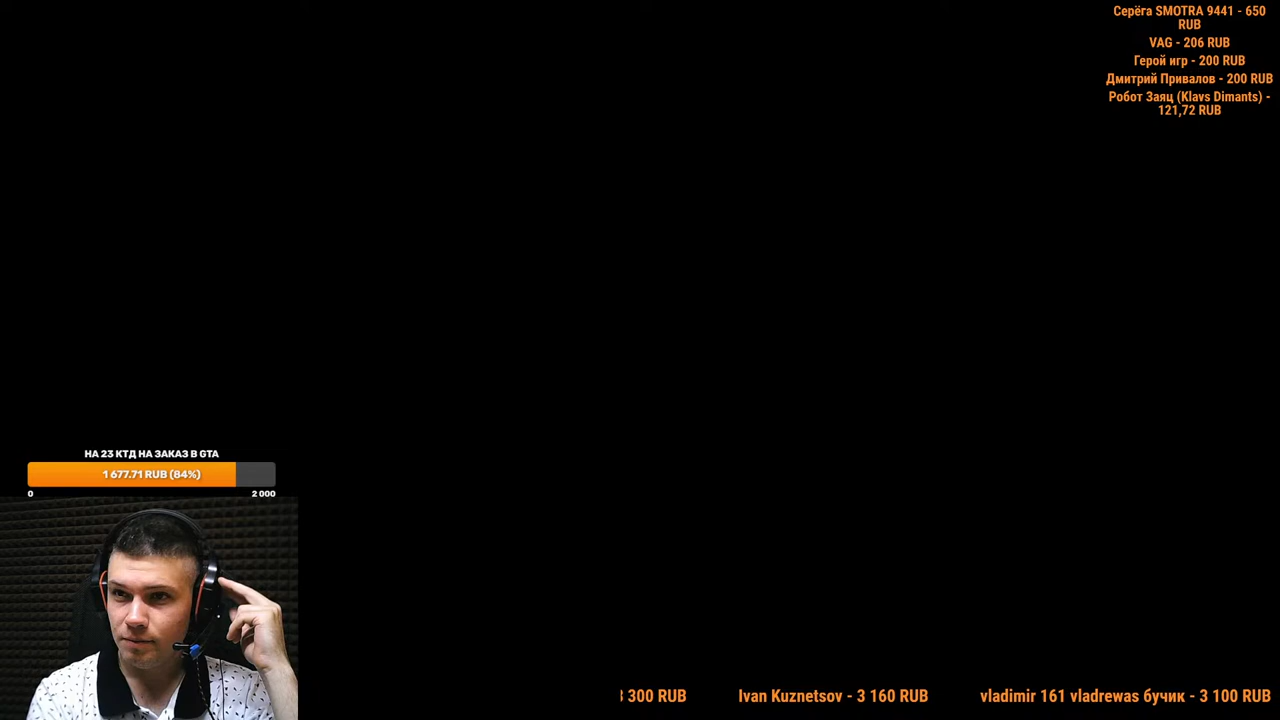 Серёга SMOTRA 9441 - 650
RUB
VAG - 206 RUB
Герой игр - 200 RUB
Дмитрий Привалов - 200 RUB
Робот Заяц (Klavs Dimants) -
121,72 RUB
НА 23 КТД НА ЗАКАЗ В GTA
1 677.71 RUB (84%)
0 2 000
300 RUB Ivan Kuznetsov - 3 160 RUB vladimir 161 vladrewas бучик - 3 100 RUB